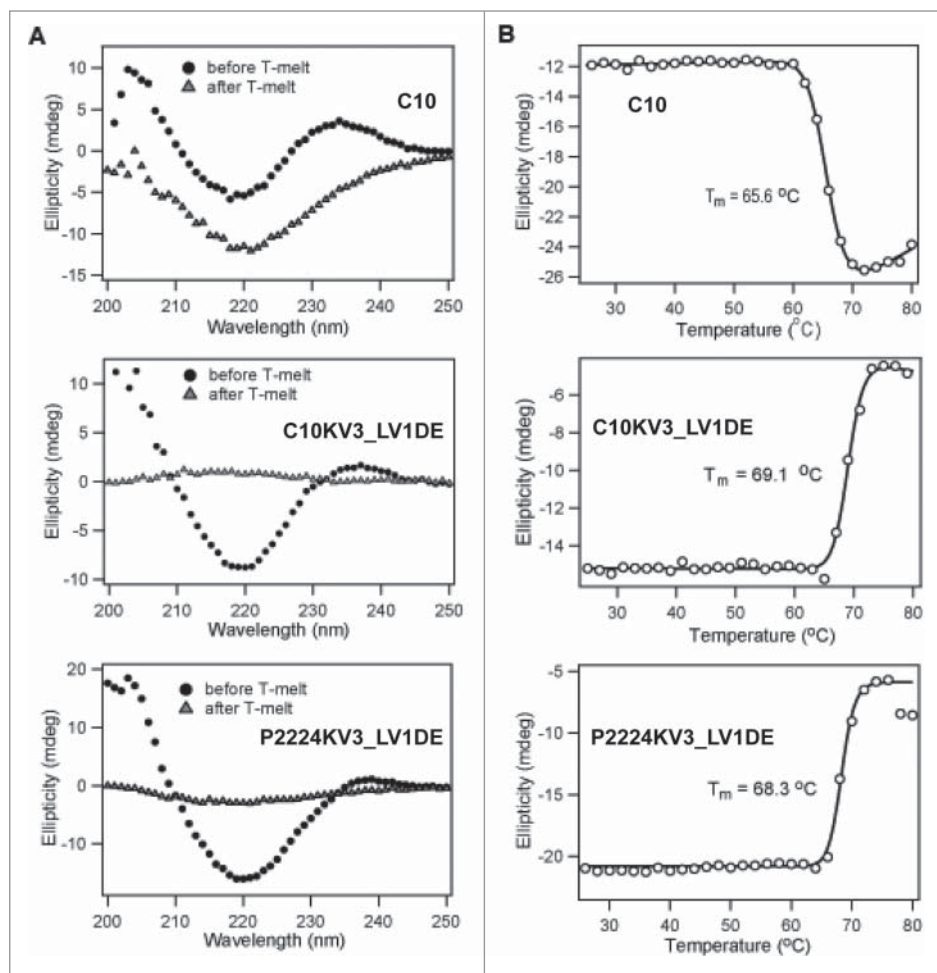 A
B
before T-melt
after T-melt
C10
10
5
0
-5
-10
-15
Ellipticity (mdeg)
200 210 220 230 240 250
Wavelength (nm)
-12
-14
-16
-18
-20
-22
-24
-26
Ellipticity (mdeg)
C10
Tm = 65.6 °C
30 40 50 60 70 80
Temperature (°C)
before T-melt
after T-melt
C10KV3_LV1DE
10
5
0
-5
-10
Ellipticity (mdeg)
200 210 220 230 240 250
Wavelength (nm)
-6
-8
-10
-12
-14
Ellipticity (mdeg)
C10KV3_LV1DE
Tm = 69.1 °C
30 40 50 60 70 80
Temperature (°C)
before T-melt
after T-melt
P2224KV3_LV1DE
20
10
0
-10
Ellipticity (mdeg)
200 210 220 230 240 250
Wavelength (nm)
-5
-10
-15
-20
Ellipticity (mdeg)
P2224KV3_LV1DE
Tm = 68.3 °C
30 40 50 60 70 80
Temperature (°C)